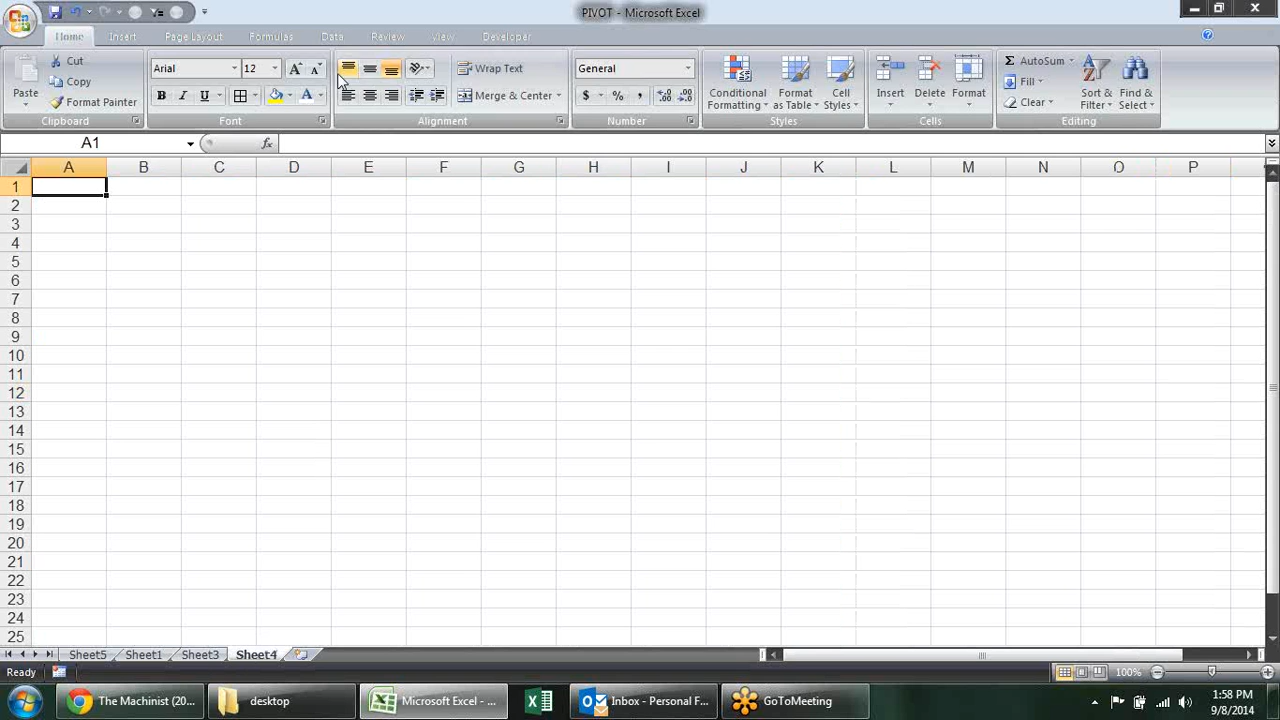 PIVOT - Microsoft Excel
Home Insert Page Layout Formulas Data Review View Developer
Paste Cut Copy Format Painter
Arial 12
B I U
Wrap Text
Merge & Center
General
$ % ,
Conditional Formatting
Format as Table
Cell Styles
Insert Delete Format
Σ AutoSum
Fill
Clear
Sort & Filter
Find & Select
Clipboard Font Alignment Number Styles Cells Editing
A1 fx
A B C D E F G H I J K L M N O P
1
2
3
4
5
6
7
8
9
10
11
12
13
14
15
16
17
18
19
20
21
22
23
24
25
Sheet5 Sheet1 Sheet3 Sheet4
Ready 100%
The Machinist (20... desktop Microsoft Excel - ... Inbox - Personal F... GoToMeeting 1:58 PM
9/8/2014